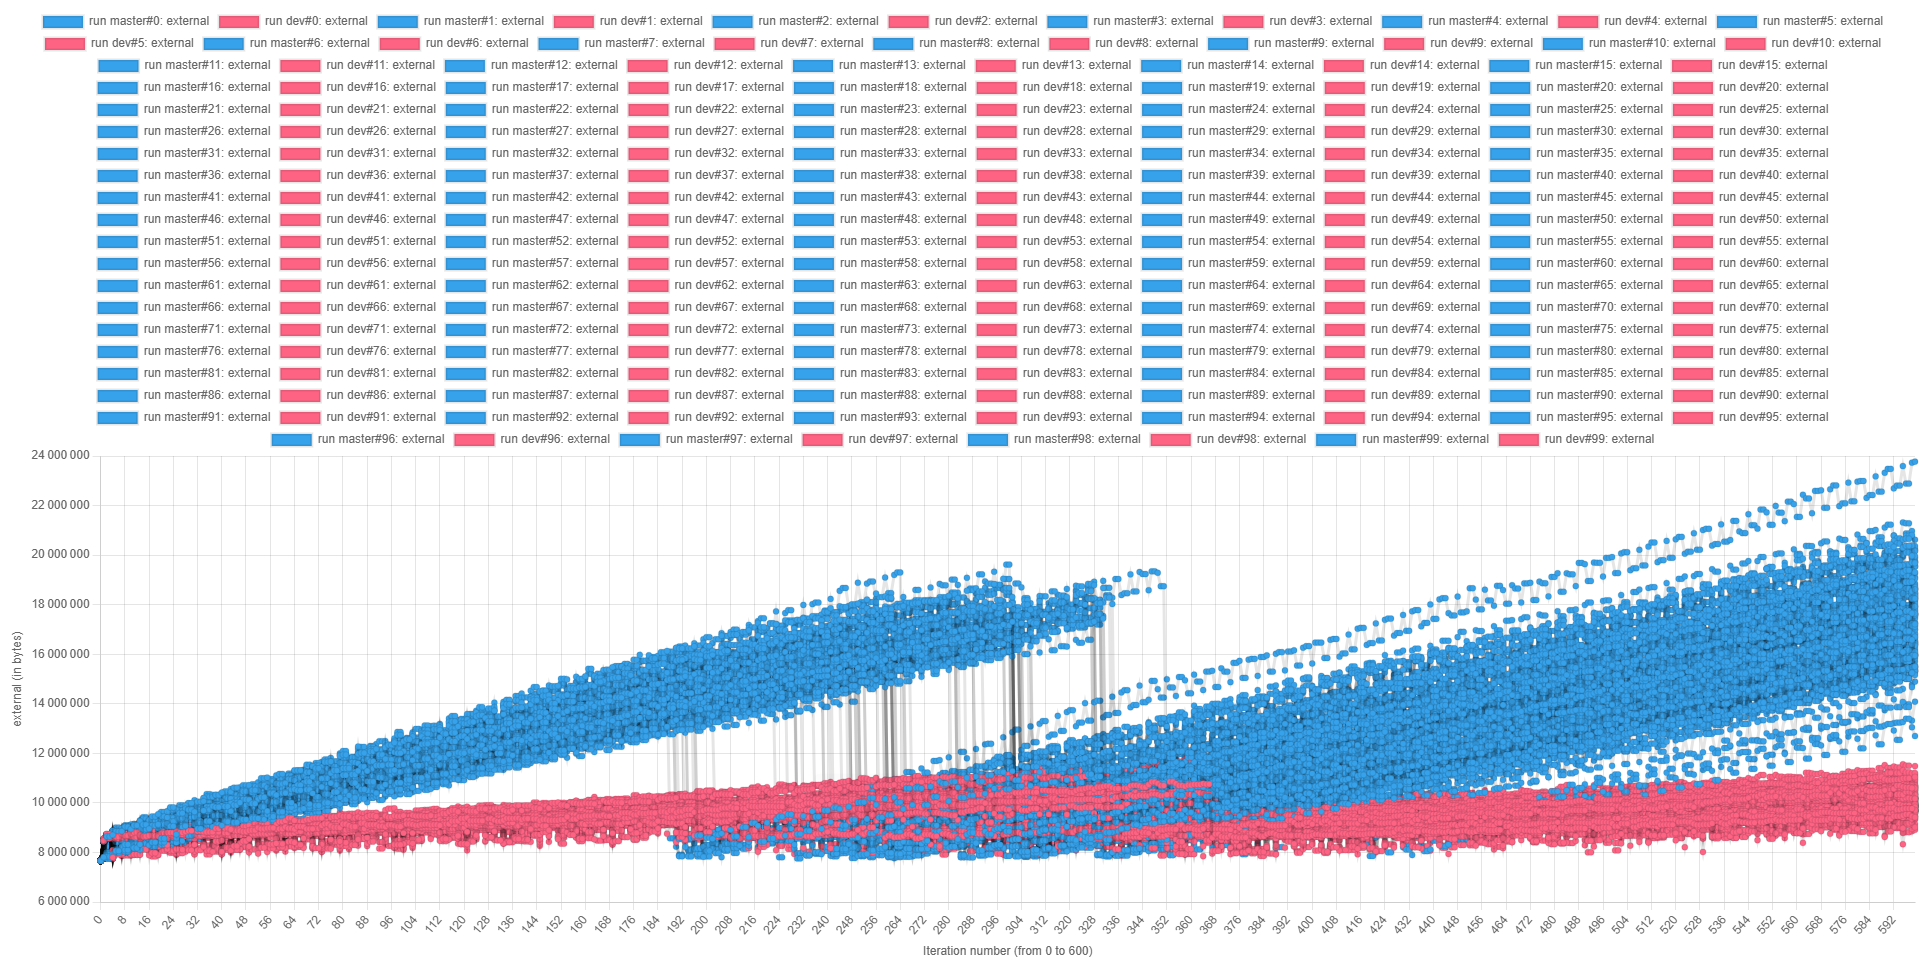 run master#0: external run dev#0: external run master#1: external run dev#1: external run master#2: external run dev#2: external run master#3: external run dev#3: external run master#4: external run dev#4: external run master#5: external
run dev#5: external run master#6: external run dev#6: external run master#7: external run dev#7: external run master#8: external run dev#8: external run master#9: external run dev#9: external run master#10: external run dev#10: external
run master#11: external run dev#11: external run master#12: external run dev#12: external run master#13: external run dev#13: external run master#14: external run dev#14: external run master#15: external run dev#15: external
run master#16: external run dev#16: external run master#17: external run dev#17: external run master#18: external run dev#18: external run master#19: external run dev#19: external run master#20: external run dev#20: external
run master#21: external run dev#21: external run master#22: external run dev#22: external run master#23: external run dev#23: external run master#24: external run dev#24: external run master#25: external run dev#25: external
run master#26: external run dev#26: external run master#27: external run dev#27: external run master#28: external run dev#28: external run master#29: external run dev#29: external run master#30: external run dev#30: external
run master#31: external run dev#31: external run master#32: external run dev#32: external run master#33: external run dev#33: external run master#34: external run dev#34: external run master#35: external run dev#35: external
run master#36: external run dev#36: external run master#37: external run dev#37: external run master#38: external run dev#38: external run master#39: external run dev#39: external run master#40: external run dev#40: external
run master#41: external run dev#41: external run master#42: external run dev#42: external run master#43: external run dev#43: external run master#44: external run dev#44: external run master#45: external run dev#45: external
run master#46: external run dev#46: external run master#47: external run dev#47: external run master#48: external run dev#48: external run master#49: external run dev#49: external run master#50: external run dev#50: external
run master#51: external run dev#51: external run master#52: external run dev#52: external run master#53: external run dev#53: external run master#54: external run dev#54: external run master#55: external run dev#55: external
run master#56: external run dev#56: external run master#57: external run dev#57: external run master#58: external run dev#58: external run master#59: external run dev#59: external run master#60: external run dev#60: external
run master#61: external run dev#61: external run master#62: external run dev#62: external run master#63: external run dev#63: external run master#64: external run dev#64: external run master#65: external run dev#65: external
run master#66: external run dev#66: external run master#67: external run dev#67: external run master#68: external run dev#68: external run master#69: external run dev#69: external run master#70: external run dev#70: external
run master#71: external run dev#71: external run master#72: external run dev#72: external run master#73: external run dev#73: external run master#74: external run dev#74: external run master#75: external run dev#75: external
run master#76: external run dev#76: external run master#77: external run dev#77: external run master#78: external run dev#78: external run master#79: external run dev#79: external run master#80: external run dev#80: external
run master#81: external run dev#81: external run master#82: external run dev#82: external run master#83: external run dev#83: external run master#84: external run dev#84: external run master#85: external run dev#85: external
run master#86: external run dev#86: external run master#87: external run dev#87: external run master#88: external run dev#88: external run master#89: external run dev#89: external run master#90: external run dev#90: external
run master#91: external run dev#91: external run master#92: external run dev#92: external run master#93: external run dev#93: external run master#94: external run dev#94: external run master#95: external run dev#95: external
run master#96: external run dev#96: external run master#97: external run dev#97: external run master#98: external run dev#98: external run master#99: external run dev#99: external
24 000 000
22 000 000
20 000 000
18 000 000
16 000 000
14 000 000
12 000 000
10 000 000
8 000 000
6 000 000
external (in bytes)
0 8 16 24 32 40 48 56 64 72 80 88 96 104 112 120 128 136 144 152 160 168 176 184 192 200 208 216 224 232 240 248 256 264 272 280 288 296 304 312 320 328 336 344 352 360 368 376 384 392 400 408 416 424 432 440 448 456 464 472 480 488 496 504 512 520 528 536 544 552 560 568 576 584 592
Iteration number (from 0 to 600)